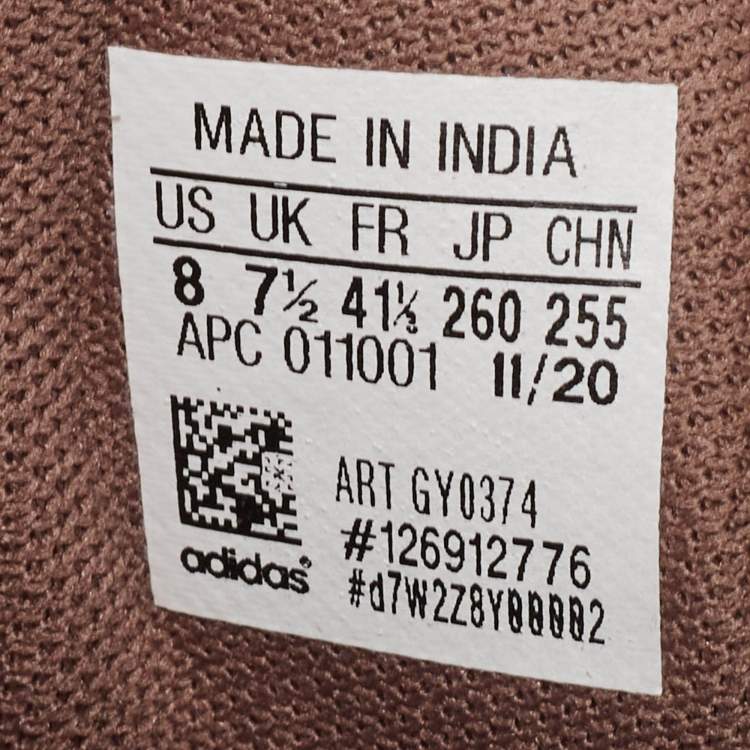 MADE IN INDIA
US UK FR JP CHN
8 7½ 41⅓ 260 255
APC 011001 11/20
ART GY0374
#126912776
adidas®
#d7W2Z8Y00002